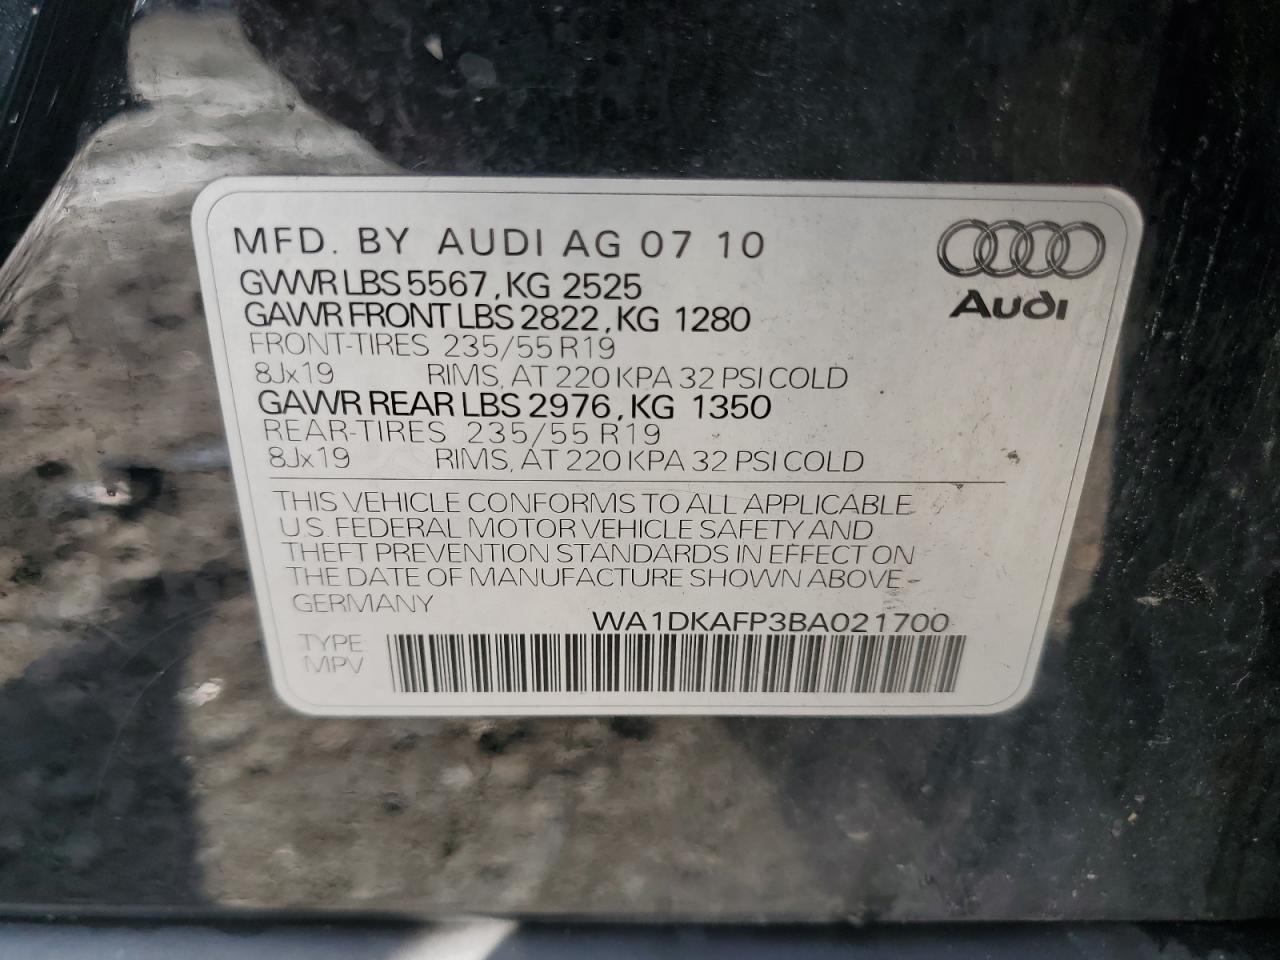 MFD. BY AUDI AG 07 10
GVWR LBS 5567, KG 2525
GAWR FRONT LBS 2822, KG 1280
FRONT-TIRES 235/55 R19
8Jx19 RIMS, AT 220 KPA 32 PSI COLD
GAWR REAR LBS 2976, KG 1350
REAR-TIRES 235/55 R19
8Jx19 RIMS, AT 220 KPA 32 PSI COLD
Audi
THIS VEHICLE CONFORMS TO ALL APPLICABLE
U.S. FEDERAL MOTOR VEHICLE SAFETY AND
THEFT PREVENTION STANDARDS IN EFFECT ON
THE DATE OF MANUFACTURE SHOWN ABOVE
GERMANY
WA1DKAFP3BA021700
TYPE
MPV